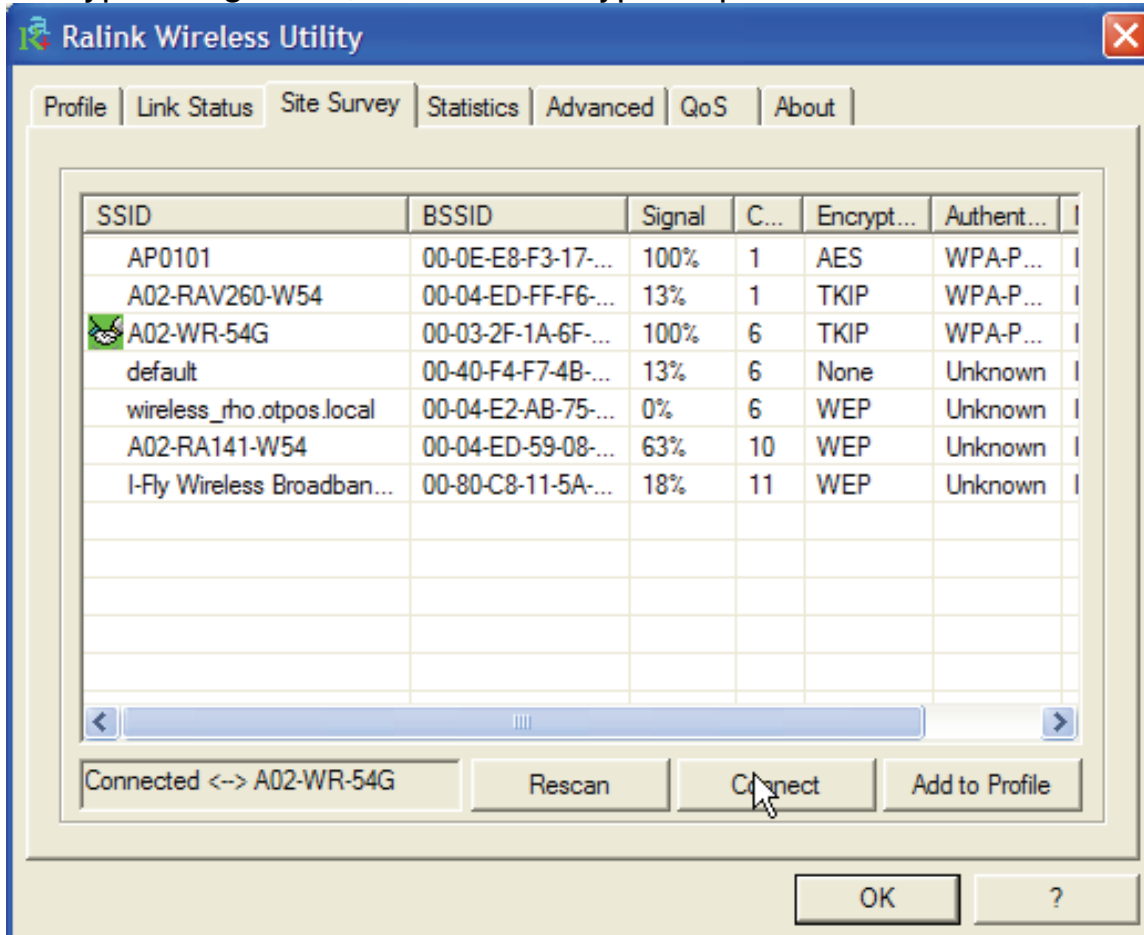 Ralink Wireless Utility
Profile Link Status Site Survey Statistics Advanced QoS About
SSID BSSID Signal C... Encrypt... Authent...
AP0101 00-0E-E8-F3-17-... 100% 1 AES WPA-P...
A02-RAV260-W54 00-04-ED-FF-F6-... 13% 1 TKIP WPA-P...
A02-WR-54G 00-03-2F-1A-6F-... 100% 6 TKIP WPA-P...
default 00-40-F4-F7-4B-... 13% 6 None Unknown
wireless_rho.otpos.local 00-04-E2-AB-75-... 0% 6 WEP Unknown
A02-RA141-W54 00-04-ED-59-08-... 63% 10 WEP Unknown
I-Fly Wireless Broadban... 00-80-C8-11-5A-... 18% 11 WEP Unknown
Connected <--> A02-WR-54G Rescan Connect Add to Profile
OK ?